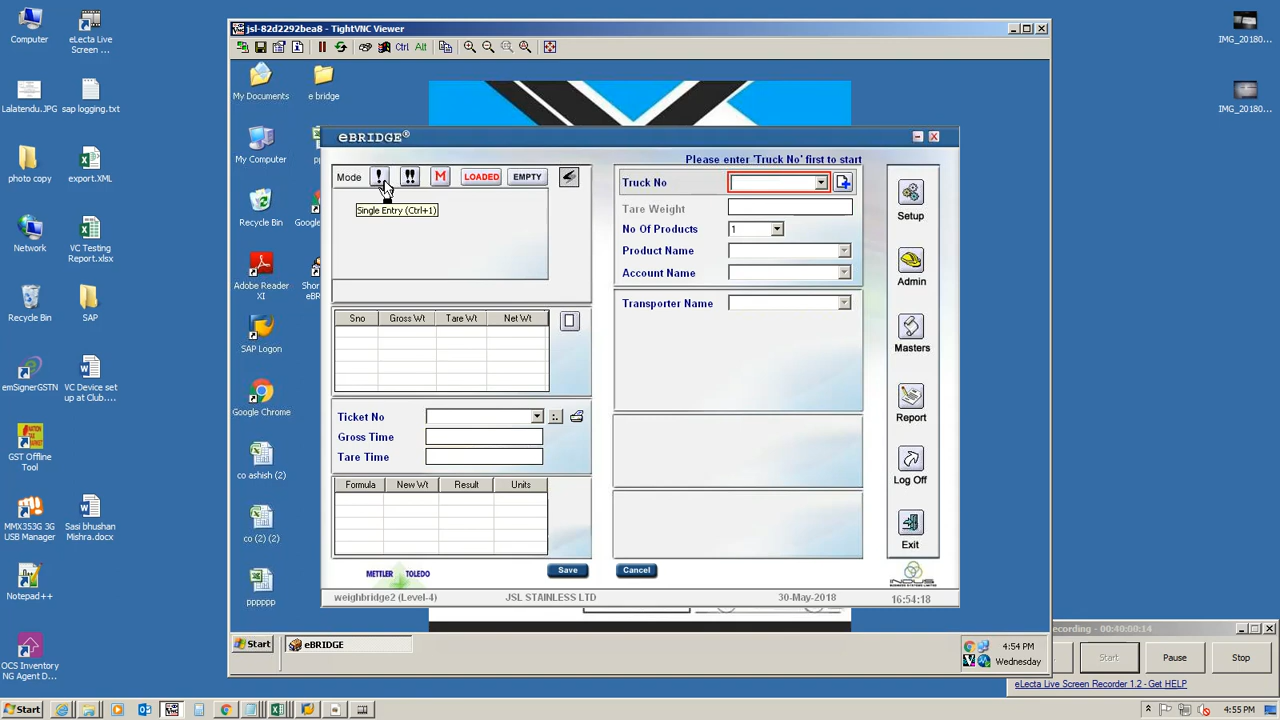 jsl-82d2292bea8 - TightVNC Viewer
Ctrl Alt
Computer
eLecta Live Screen ...
Lalatendu.JPG
sap logging.txt
photo copy
export.XML
Network
VC Testing Report.xlsx
Recycle Bin
SAP
emSignerGSTN
VC Device set up at Club....
GST Offline Tool
MMX353G 3G USB Manager
Sasi bhushan Mishra.docx
Notepad++
OCS Inventory NG Agent D...
IMG_20180...
IMG_20180...
My Documents
e bridge
My Computer
Recycle Bin
Adobe Reader XI
SAP Logon
Google Chrome
co ashish (2)
co (2) (2)
pppppp
eBRIDGE®
Please enter 'Truck No' first to start
Mode
M
LOADED
EMPTY
Single Entry (Ctrl+1)
Truck No
Tare Weight
No Of Products
1
Product Name
Account Name
Transporter Name
Sno
Gross Wt
Tare Wt
Net Wt
Ticket No
Gross Time
Tare Time
Formula
New Wt
Result
Units
Save
Cancel
METTLER TOLEDO
Setup
Admin
Masters
Report
Log Off
Exit
INDUS
weighbridge2 (Level-4)
JSL STAINLESS LTD
30-May-2018
16:54:18
Start
eBRIDGE
4:54 PM
Wednesday
ecording - 00:40:00:14
Start
Pause
Stop
eLecta Live Screen Recorder 1.2 - Get HELP
Start
4:55 PM